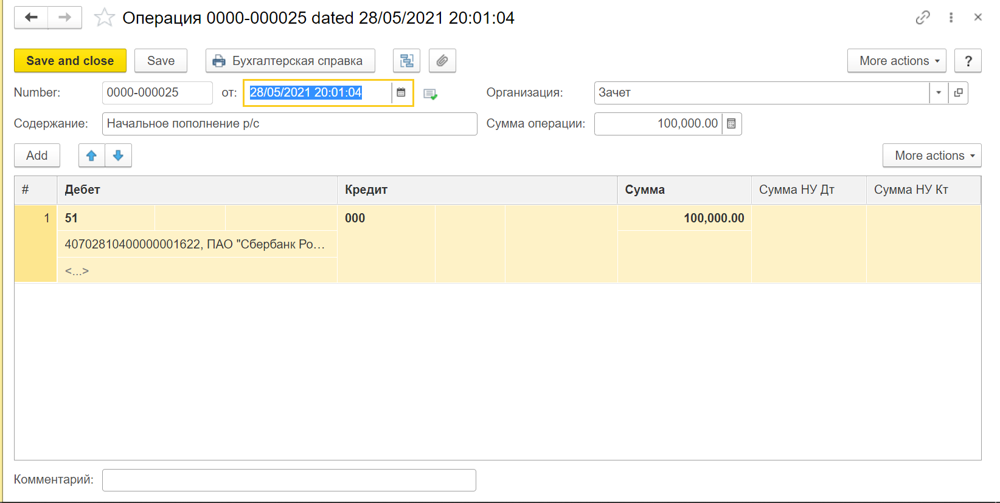 Операция 0000-000025 dated 28/05/2021 20:01:04
Save and close Save Бухгалтерская справка More actions ?
Number: 0000-000025 от: 28/05/2021 20:01:04 Организация: Зачет
Содержание: Начальное пополнение р/с Сумма операции: 100,000.00
Add More actions
# Дебет Кредит Сумма Сумма НУ Дт Сумма НУ Кт
1 51 000 100,000.00
40702810400000001622, ПАО "Сбербанк Ро...
<...>
Комментарий: